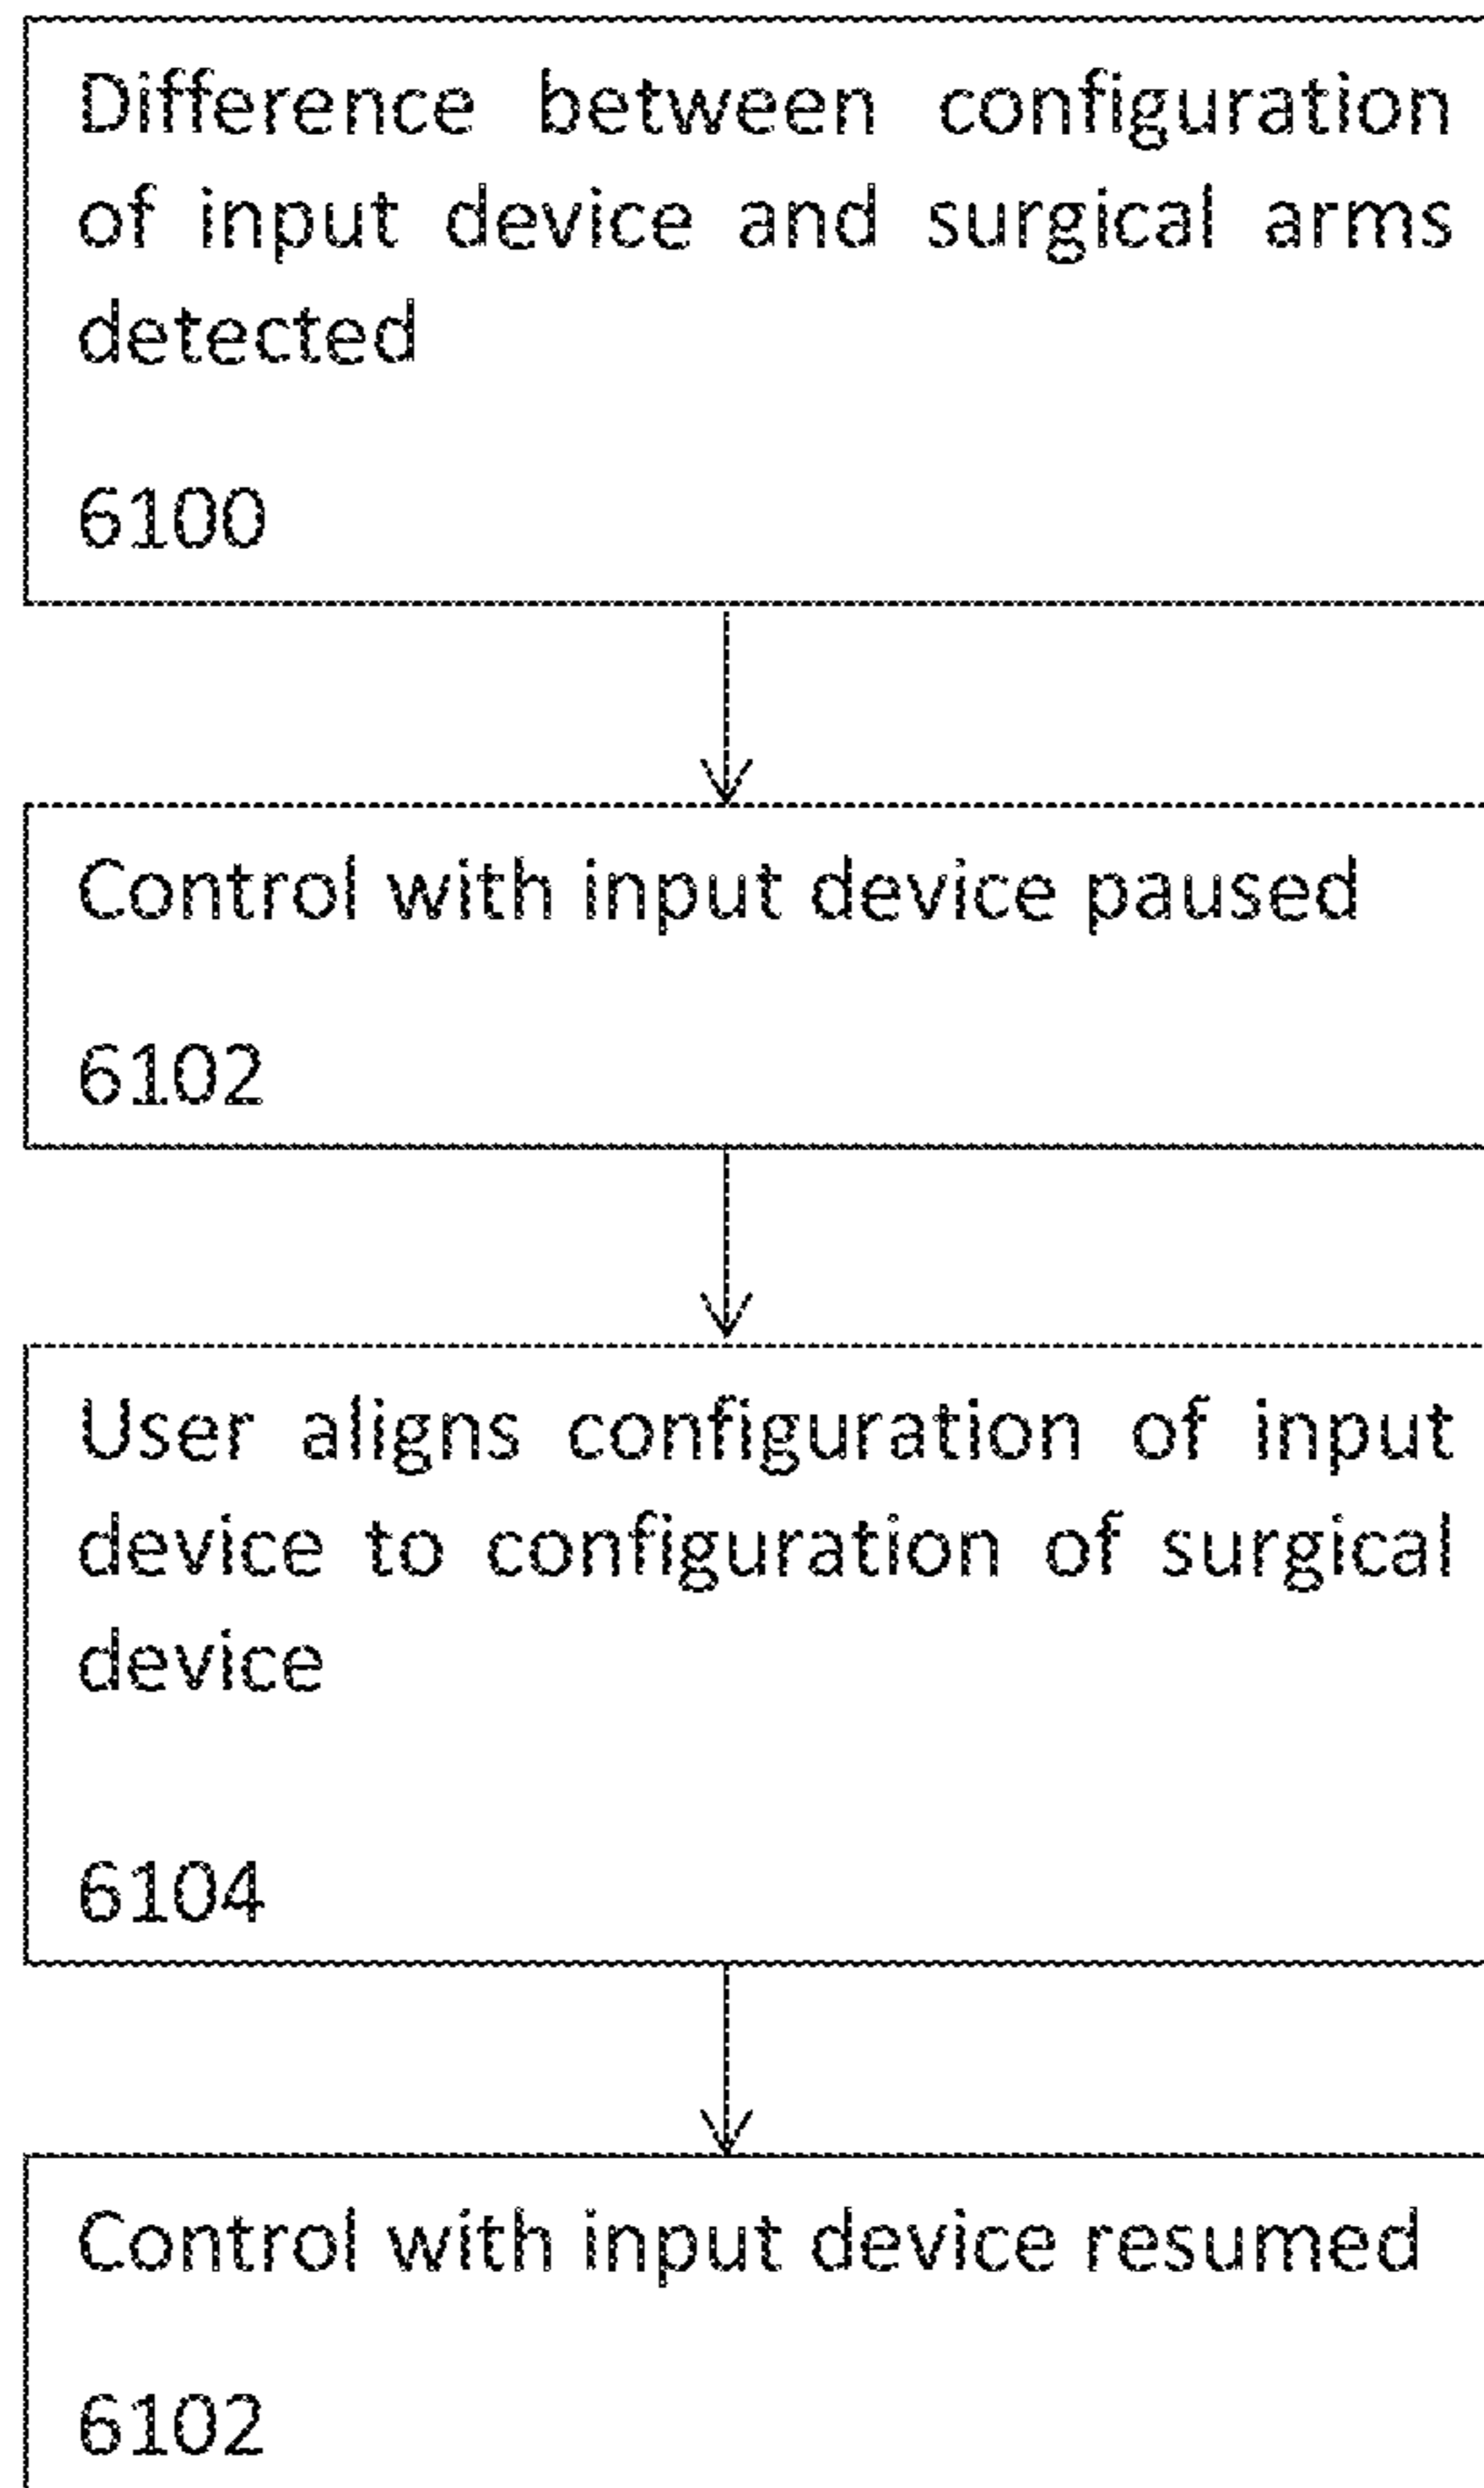 Difference between configuration
of input device and surgical arms
detected
6100
Control with input device paused
6102
User aligns configuration of input
device to configuration of surgical
device
6104
Control with input device resumed
6102